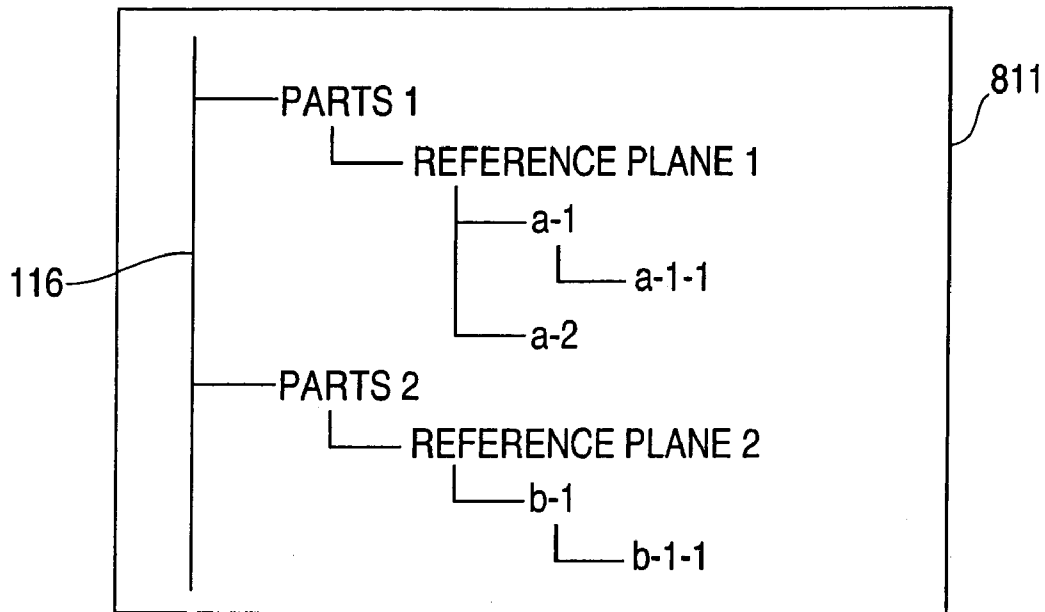 PARTS 1
811
REFERENCE PLANE 1
a-1
116
a-1-1
a-2
PARTS 2
REFERENCE PLANE 2
b-1
b-1-1